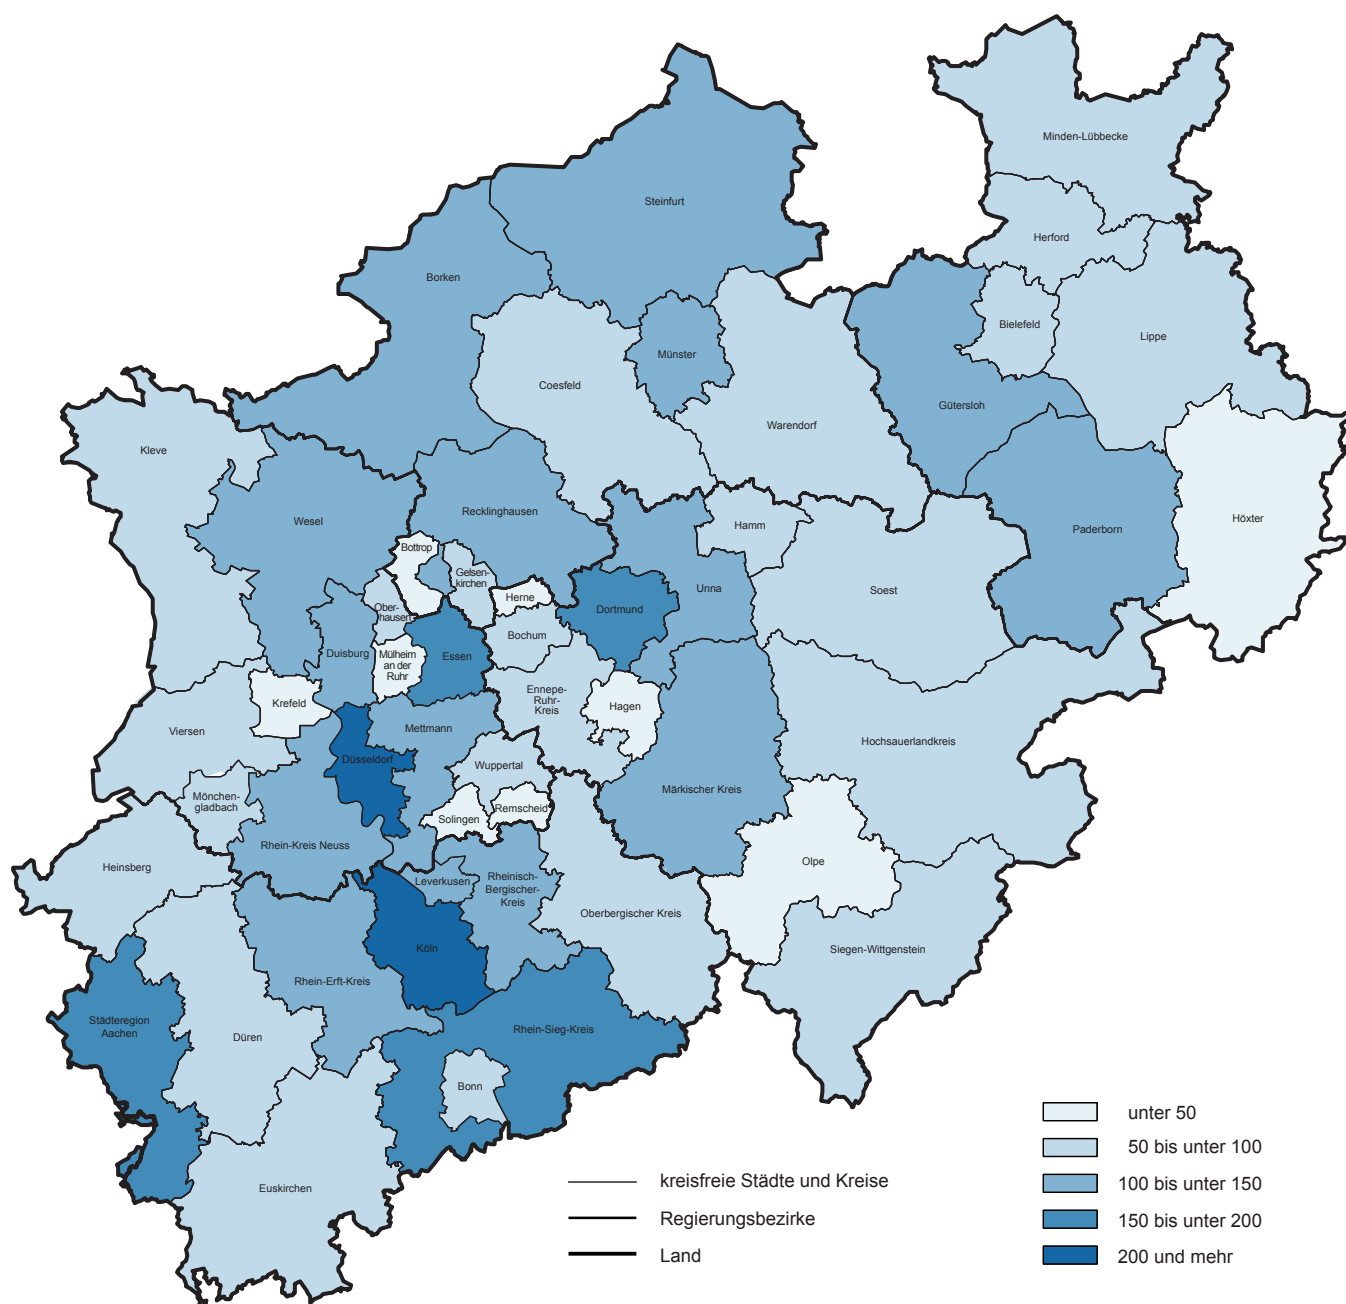 Minden-Lübbecke
Steinfurt
Herford
Borken
Bielefeld
Lippe
Münster
Coesfeld
Gütersloh
Warendorf
Kleve
Recklinghausen
Wesel
Hamm
Paderborn
Höxter
Bottrop
Gelsen-
kirchen
Unna
Soest
Herne
Ober-
hausen
Dortmund
Bochum
Duisburg
Mülheim
an der
Ruhr
Essen
Ennepe-
Ruhr-
Kreis
Krefeld
Hagen
Viersen
Mettmann
Hochsauerlandkreis
Düsseldorf
Wuppertal
Märkischer Kreis
Mönchen-
gladbach
Remscheid
Solingen
Rhein-Kreis Neuss
Olpe
Heinsberg
Leverkusen
Rheinisch-
Bergischer-
Kreis
Oberbergischer Kreis
Köln
Siegen-Wittgenstein
Rhein-Erft-Kreis
Städteregion
Aachen
Rhein-Sieg-Kreis
Düren
Bonn
Euskirchen
kreisfreie Städte und Kreise
Regierungsbezirke
Land
unter 50
50 bis unter 100
100 bis unter 150
150 bis unter 200
200 und mehr